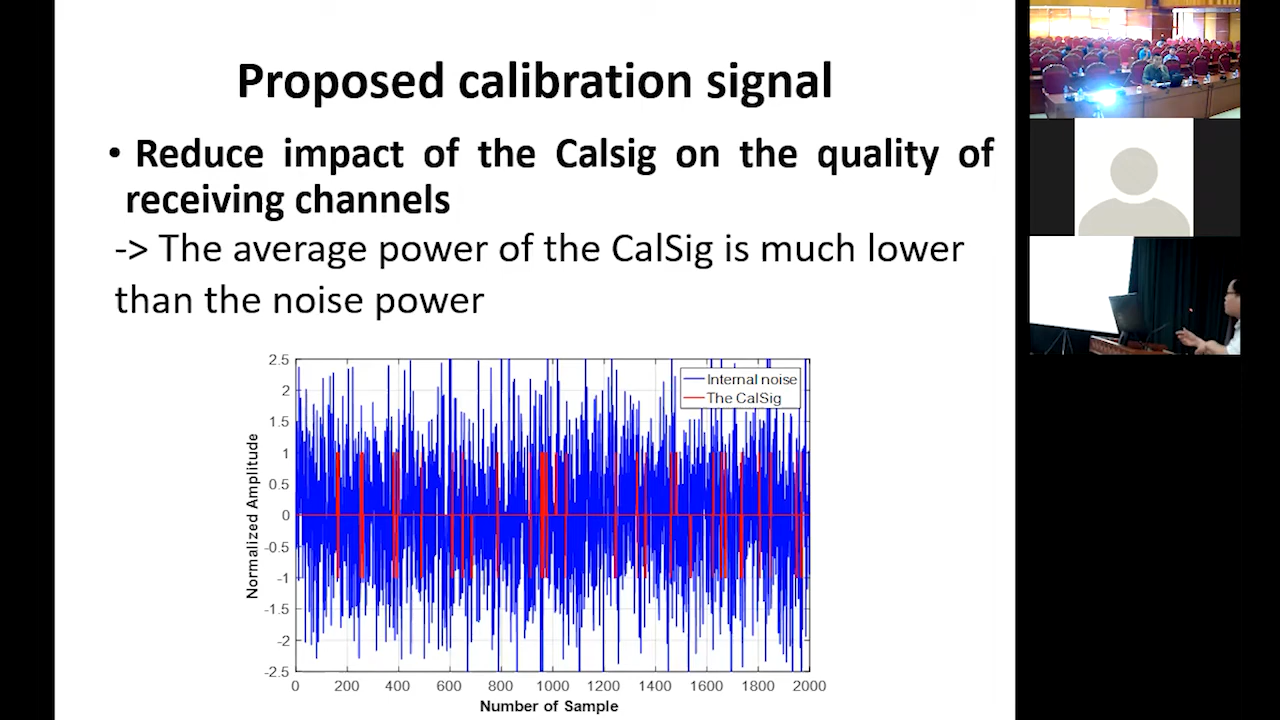 Proposed calibration signal
• Reduce impact of the Calsig on the quality of
receiving channels
-> The average power of the CalSig is much lower
than the noise power
2.5
2
1.5
1
0.5
0
-0.5
-1
-1.5
-2
-2.5
Normalized Amplitude
Internal noise
The CalSig
0 200 400 600 800 1000 1200 1400 1600 1800 2000
Number of Sample